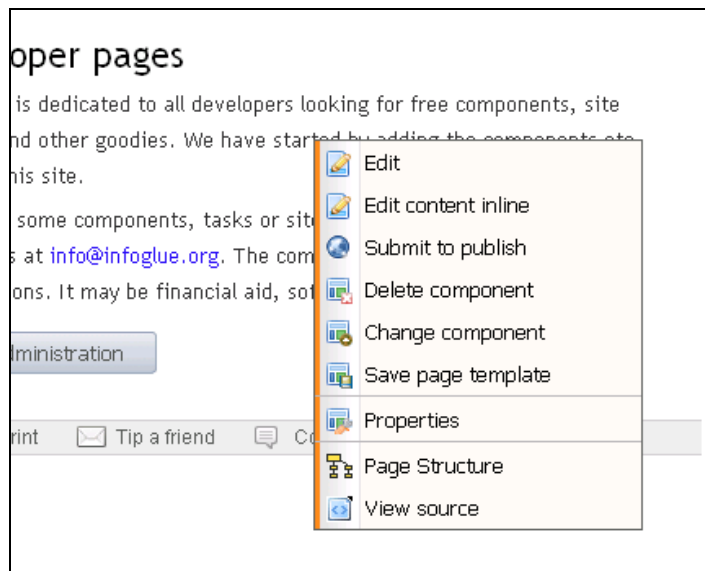 oper pages
is dedicated to all developers looking for free components, site
nd other goodies. We have started by adding the components etc
his site.
some components, tasks or sit
s at info@infoglue.org. The com
ons. It may be financial aid, sof
dministration
rint Tip a friend Co
Edit
Edit content inline
Submit to publish
Delete component
Change component
Save page template
Properties
Page Structure
View source